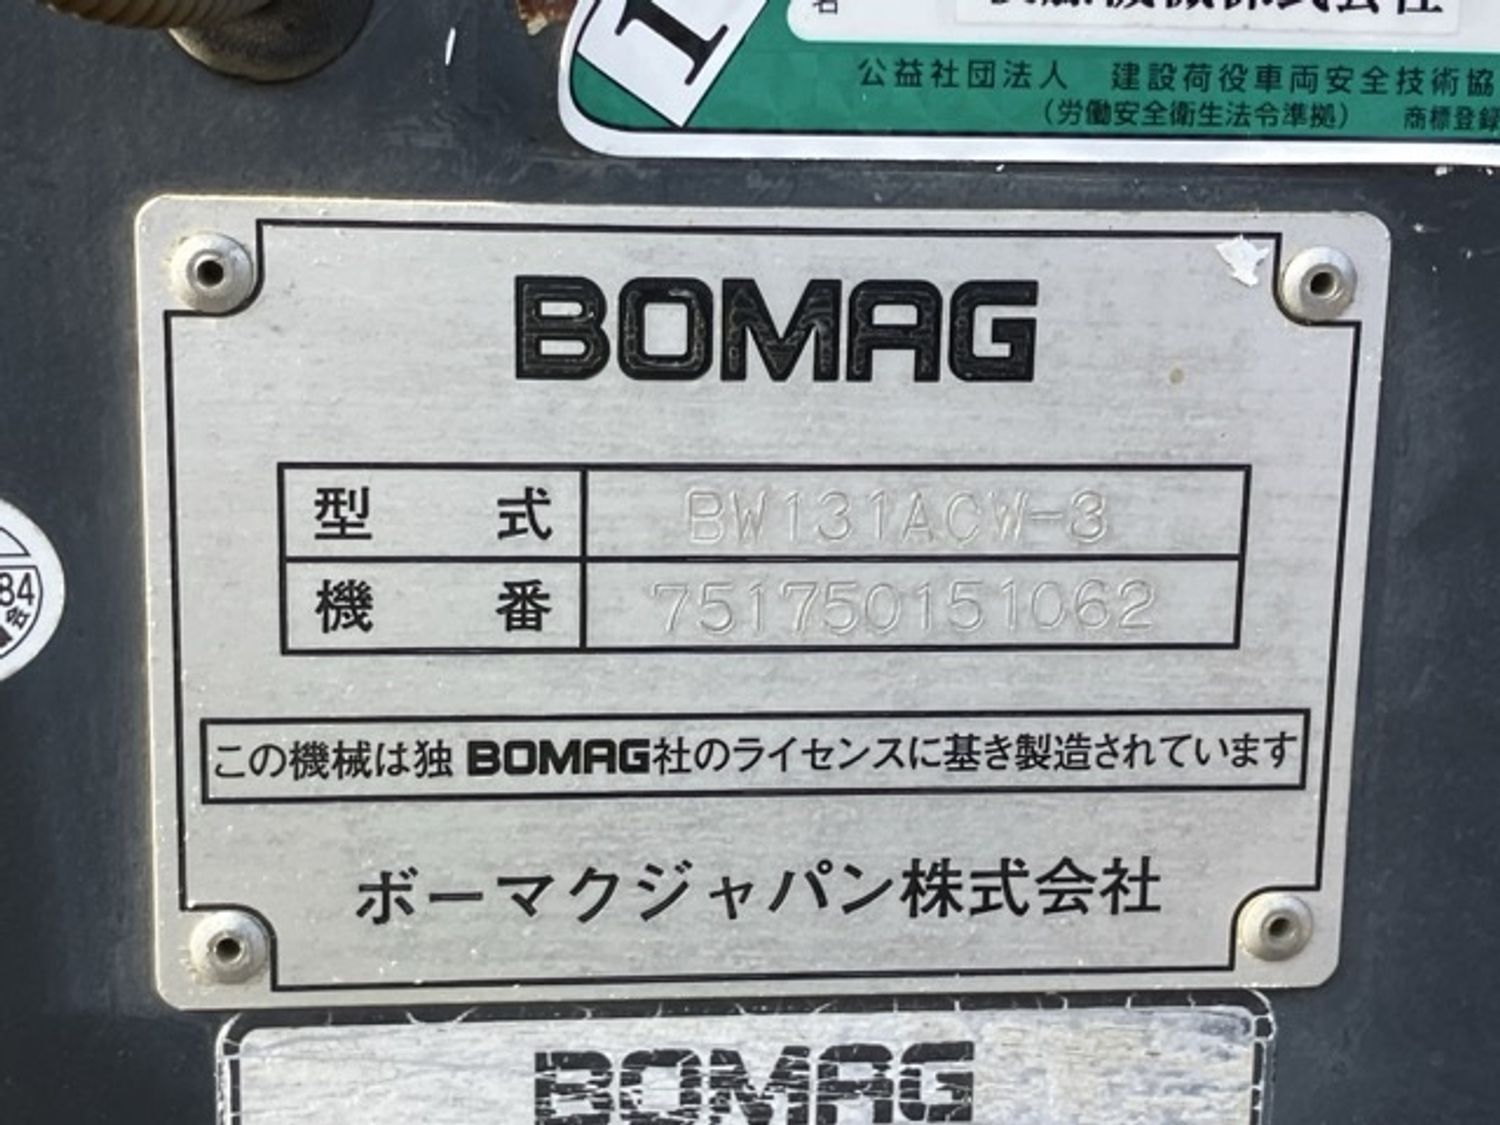 名
公益社団法人 建設荷役車両安全技術協
（労働安全衛生法令準拠） 商標登録
BOMAG
型式 BW131ACW-3
機番 751750151062
84
この機械は独 BOMAG社のライセンスに基き製造されています
ボーマクジャパン株式会社
BOMAG